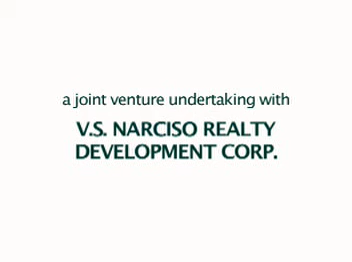 a joint venture undertaking with
V.S. NARCISO REALTY
DEVELOPMENT CORP.